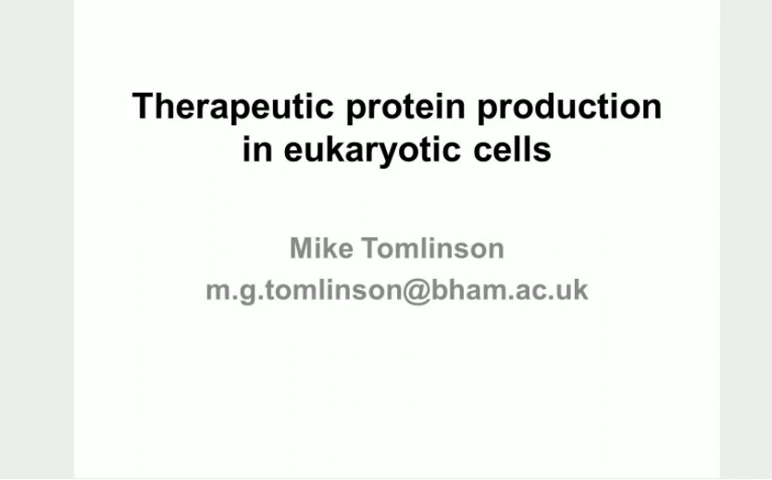 Therapeutic protein production
in eukaryotic cells
Mike Tomlinson
m.g.tomlinson@bham.ac.uk